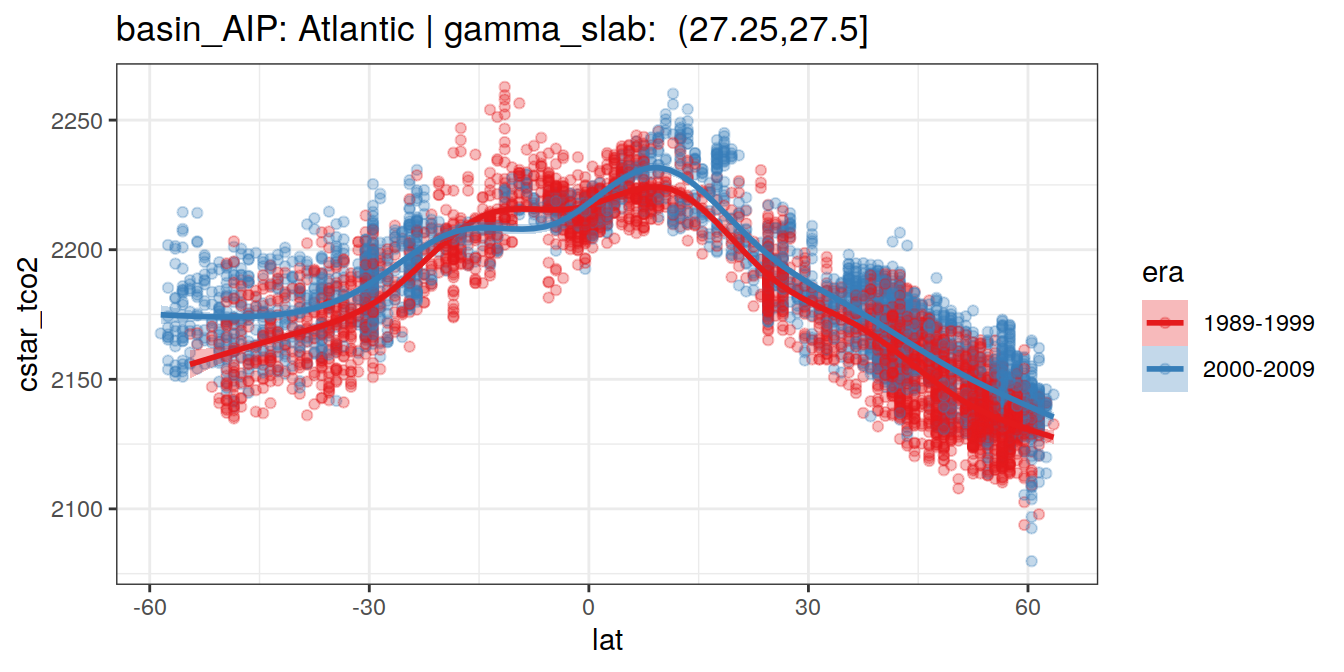 basin_AIP: Atlantic | gamma_slab:  (27.25,27.5]
2250
2200
2150
2100
cstar_tco2
-60
-30
0
30
60
lat
era
1989-1999
2000-2009